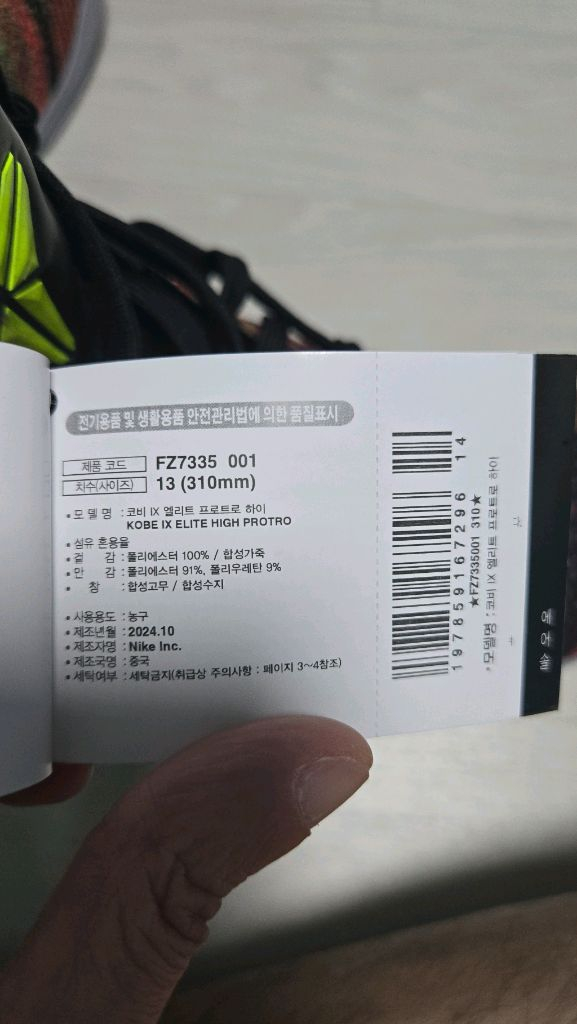 전기용품 및 생활용품 안전관리법에 의한 품질표시
제품 코드 FZ7335 001
치수(사이즈) 13 (310mm)
• 모 델 명 : 코비 IX 엘리트 프로트로 하이
KOBE IX ELITE HIGH PROTRO
• 섬유 혼용율
• 겉 감 : 폴리에스터 100% / 합성가죽
• 안 감 : 폴리에스터 91%, 폴리우레탄 9%
• 창 : 합성고무 / 합성수지
• 사용용도 : 농구
• 제조년월 : 2024.10
• 제조자명 : Nike Inc.
• 제조국명 : 중국
• 세탁여부 : 세탁금지(취급상 주의사항 : 페이지 3~4참조)
14
197859167296
★FZ7335001 310★
• 모델명 : 코비 IX 엘리트 프로트로 하이
에어솔